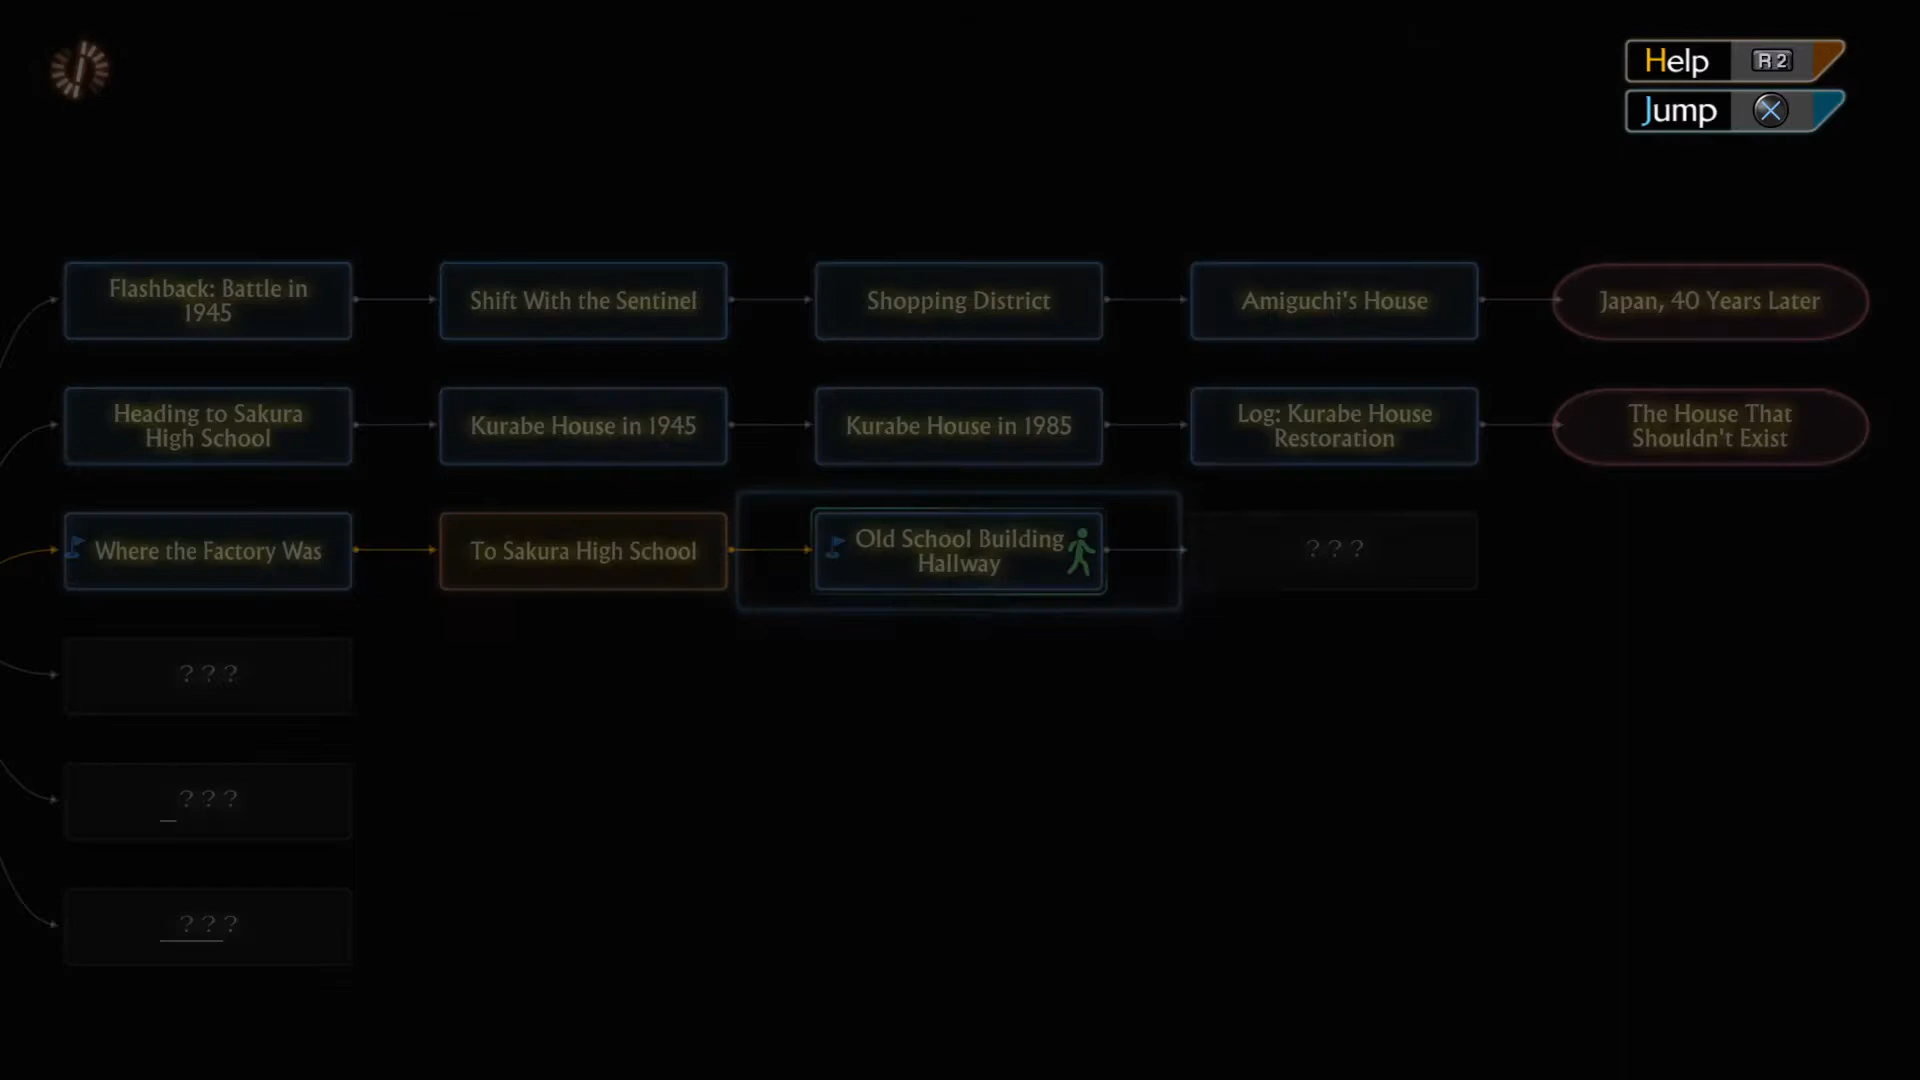 Help R2
Jump
Flashback: Battle in
1945
Shift With the Sentinel
Shopping District
Amiguchi's House
Japan, 40 Years Later
Heading to Sakura
High School
Kurabe House in 1945
Kurabe House in 1985
Log: Kurabe House
Restoration
The House That
Shouldn't Exist
Where the Factory Was
To Sakura High School
Old School Building
Hallway
? ? ?
? ? ?
? ? ?
? ? ?